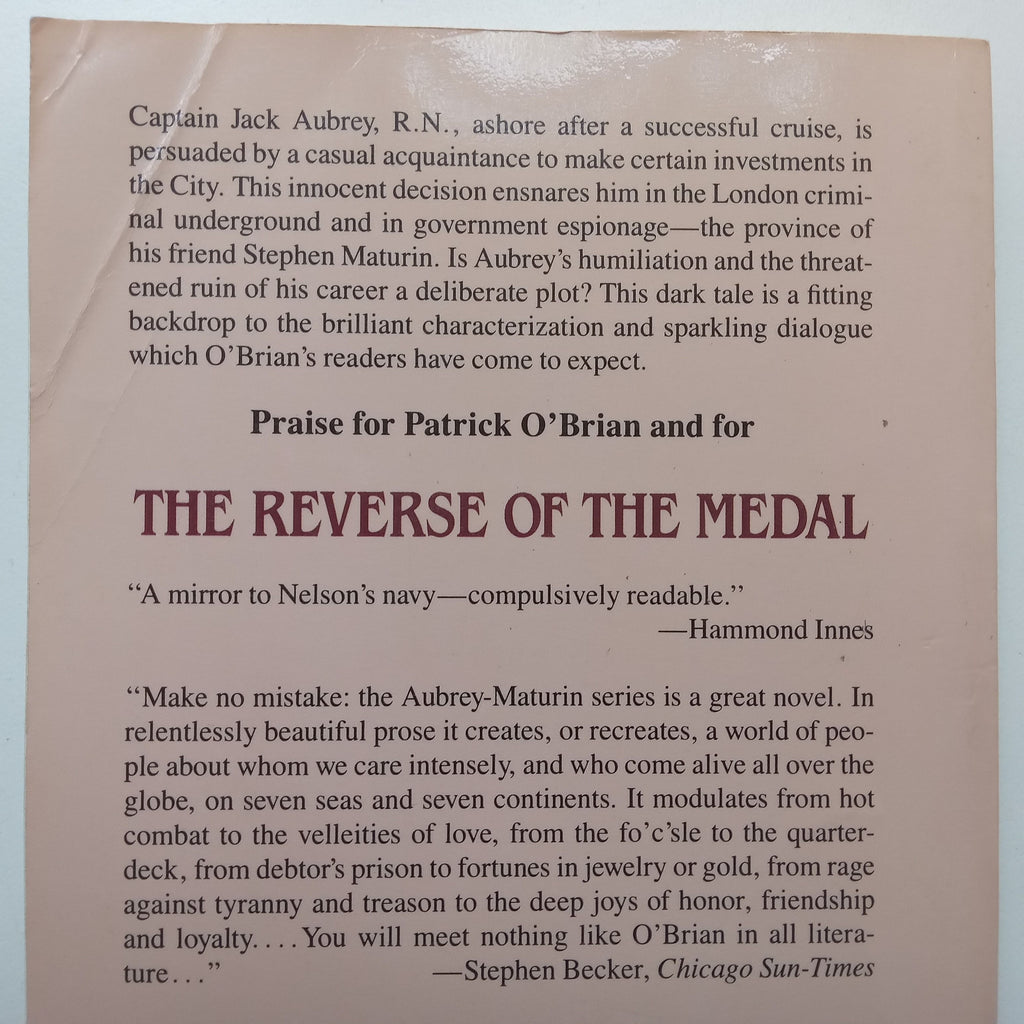 Captain Jack Aubrey, R.N., ashore after a successful cruise, is
persuaded by a casual acquaintance to make certain investments in
the City. This innocent decision ensnares him in the London crimi-
nal underground and in government espionage—the province of
his friend Stephen Maturin. Is Aubrey's humiliation and the threat-
ened ruin of his career a deliberate plot? This dark tale is a fitting
backdrop to the brilliant characterization and sparkling dialogue
which O'Brian's readers have come to expect.
Praise for Patrick O'Brian and for
THE REVERSE OF THE MEDAL
“A mirror to Nelson's navy—compulsively readable.”
—Hammond Innes
“Make no mistake: the Aubrey-Maturin series is a great novel. In
relentlessly beautiful prose it creates, or recreates, a world of peo-
ple about whom we care intensely, and who come alive all over the
globe, on seven seas and seven continents. It modulates from hot
combat to the velleities of love, from the fo'c'sle to the quarter-
deck, from debtor's prison to fortunes in jewelry or gold, from rage
against tyranny and treason to the deep joys of honor, friendship
and loyalty.... You will meet nothing like O'Brian in all litera-
ture...” —Stephen Becker, Chicago Sun-Times